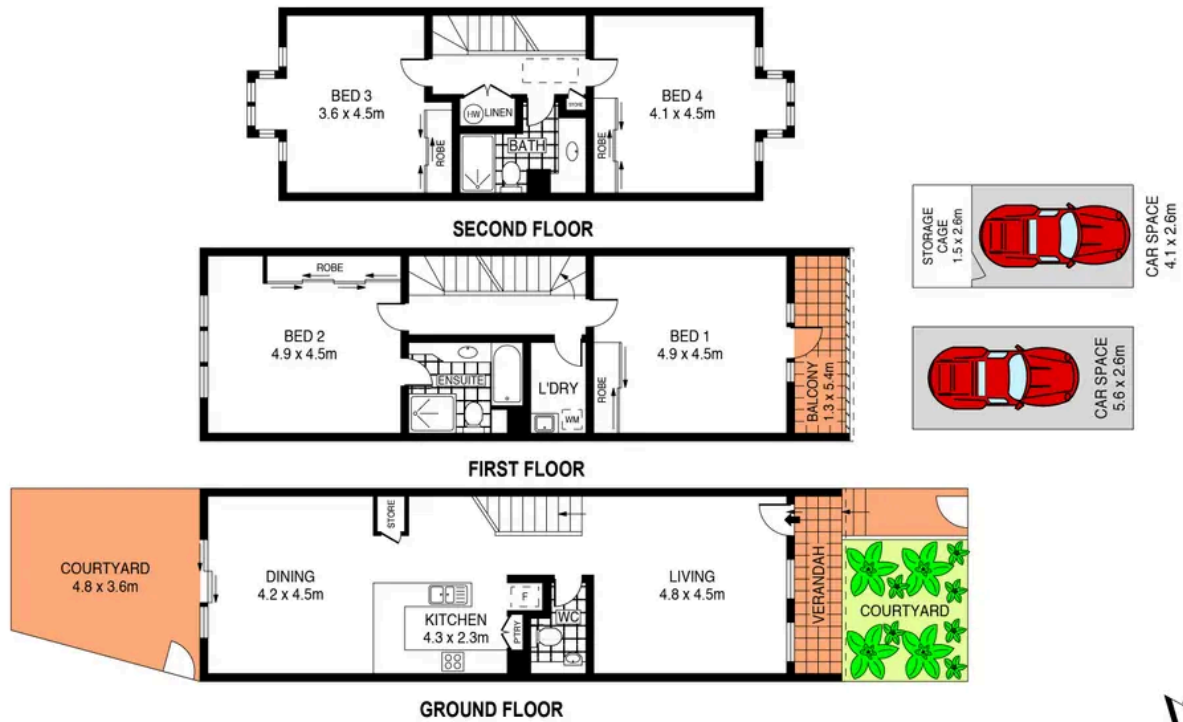 BED 3
3.6 x 4.5m
ROBE
HW
LINEN
BATH
STORE
ROBE
BED 4
4.1 x 4.5m
SECOND FLOOR
STORAGE
CAGE
1.5 x 2.6m
CAR SPACE
4.1 x 2.6m
ROBE
BED 2
4.9 x 4.5m
ENSUITE
L'DRY
WM
ROBE
BED 1
4.9 x 4.5m
BALCONY
1.3 x 5.4m
CAR SPACE
5.6 x 2.6m
FIRST FLOOR
COURTYARD
4.8 x 3.6m
STORE
DINING
4.2 x 4.5m
KITCHEN
4.3 x 2.3m
F
P'TRY
WC
LIVING
4.8 x 4.5m
VERANDAH
COURTYARD
GROUND FLOOR